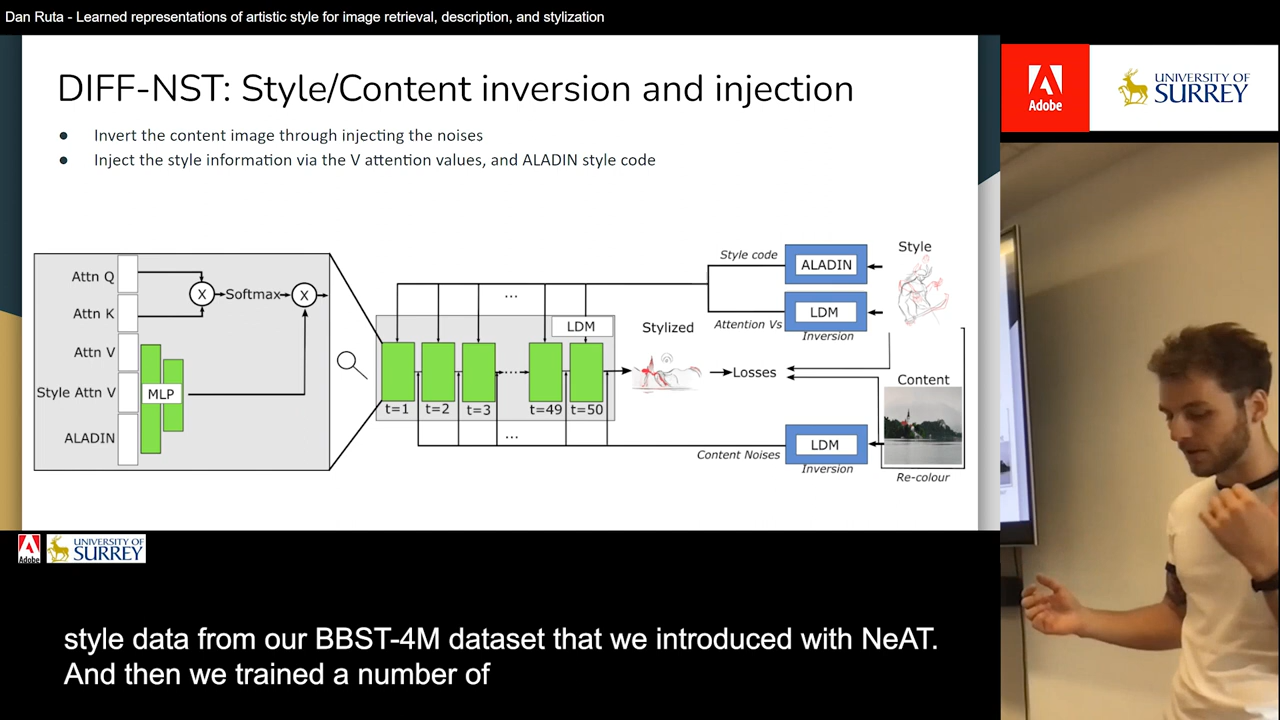 Dan Ruta - Learned representations of artistic style for image retrieval, description, and stylization
DIFF-NST: Style/Content inversion and injection
Invert the content image through injecting the noises
Inject the style information via the V attention values, and ALADIN style code
Attn Q
Attn K
Attn V
Style Attn V
ALADIN
X
Softmax
X
MLP
...
LDM
t=1
t=2
t=3
....
t=49
t=50
...
Style code
ALADIN
Style
LDM
Attention Vs
Inversion
Stylized
Losses
Content
LDM
Content Noises
Inversion
Re-colour
Adobe
UNIVERSITY OF
SURREY
Adobe
UNIVERSITY OF
SURREY
style data from our BBST-4M dataset that we introduced with NeAT.
And then we trained a number of